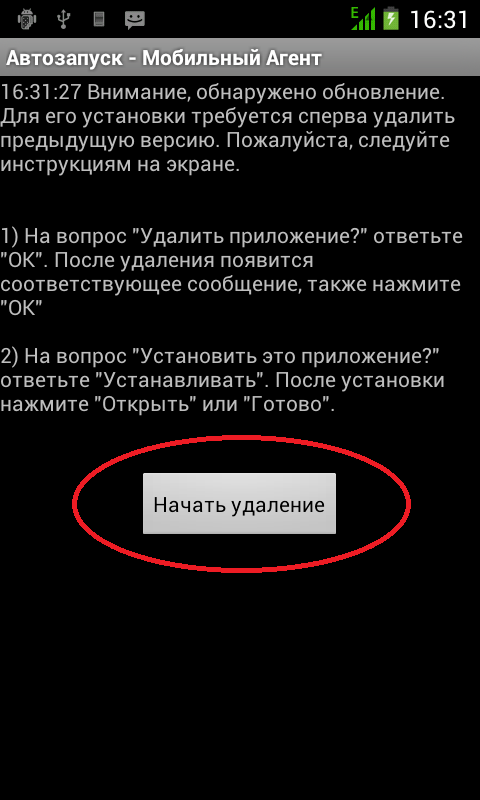 E 16:31
Автозапуск - Мобильный Агент
16:31:27 Внимание, обнаружено обновление.
Для его установки требуется сперва удалить
предыдущую версию. Пожалуйста, следуйте
инструкциям на экране.
1) На вопрос "Удалить приложение?" ответьте
"ОК". После удаления появится
соответствующее сообщение, также нажмите
"ОК"
2) На вопрос "Установить это приложение?"
ответьте "Устанавливать". После установки
нажмите "Открыть" или "Готово".
Начать удаление